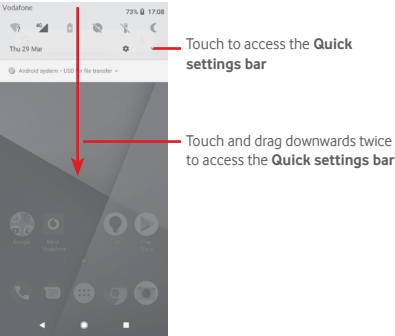 Vodafone 73% 17:08
4G
Thu 29 Mar
Touch to access the Quick
settings bar
Android system • USB for file transfer
Touch and drag downwards twice
to access the Quick settings bar
Google
Play
Store